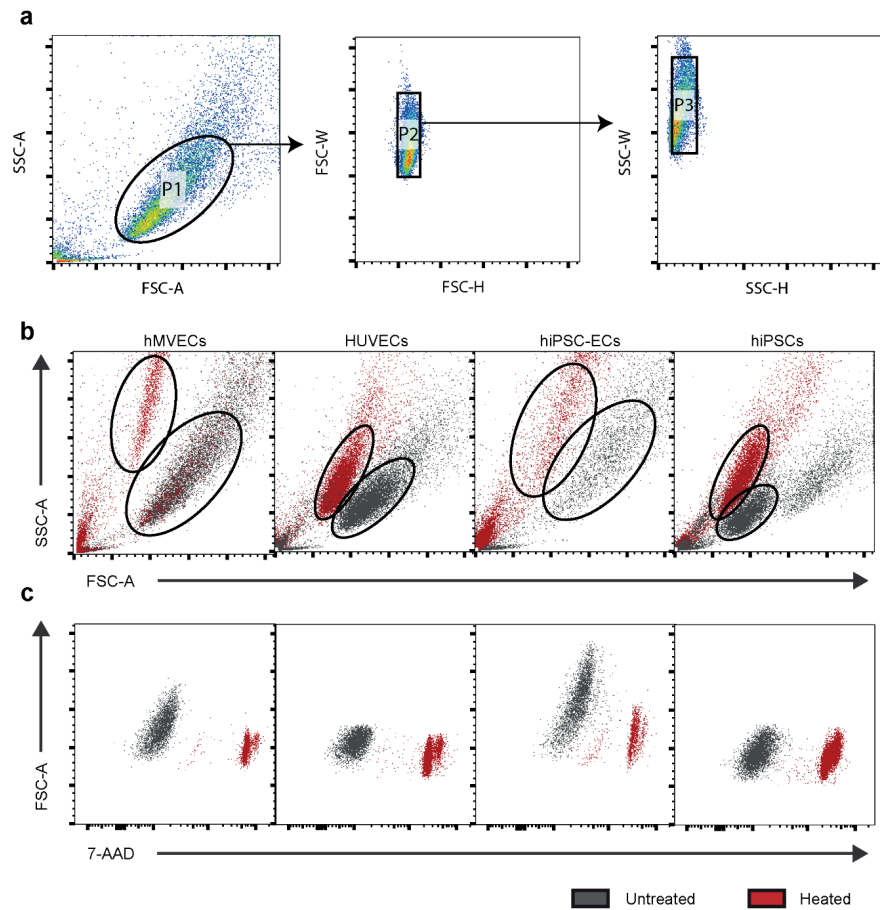 a
SSC-A
P1
FSC-A
FSC-W
P2
FSC-H
SSC-W
P3
SSC-H
b
hMVECs
HUVECs
hiPSC-ECs
hiPSCs
SSC-A
FSC-A
c
FSC-A
7-AAD
Untreated
Heated